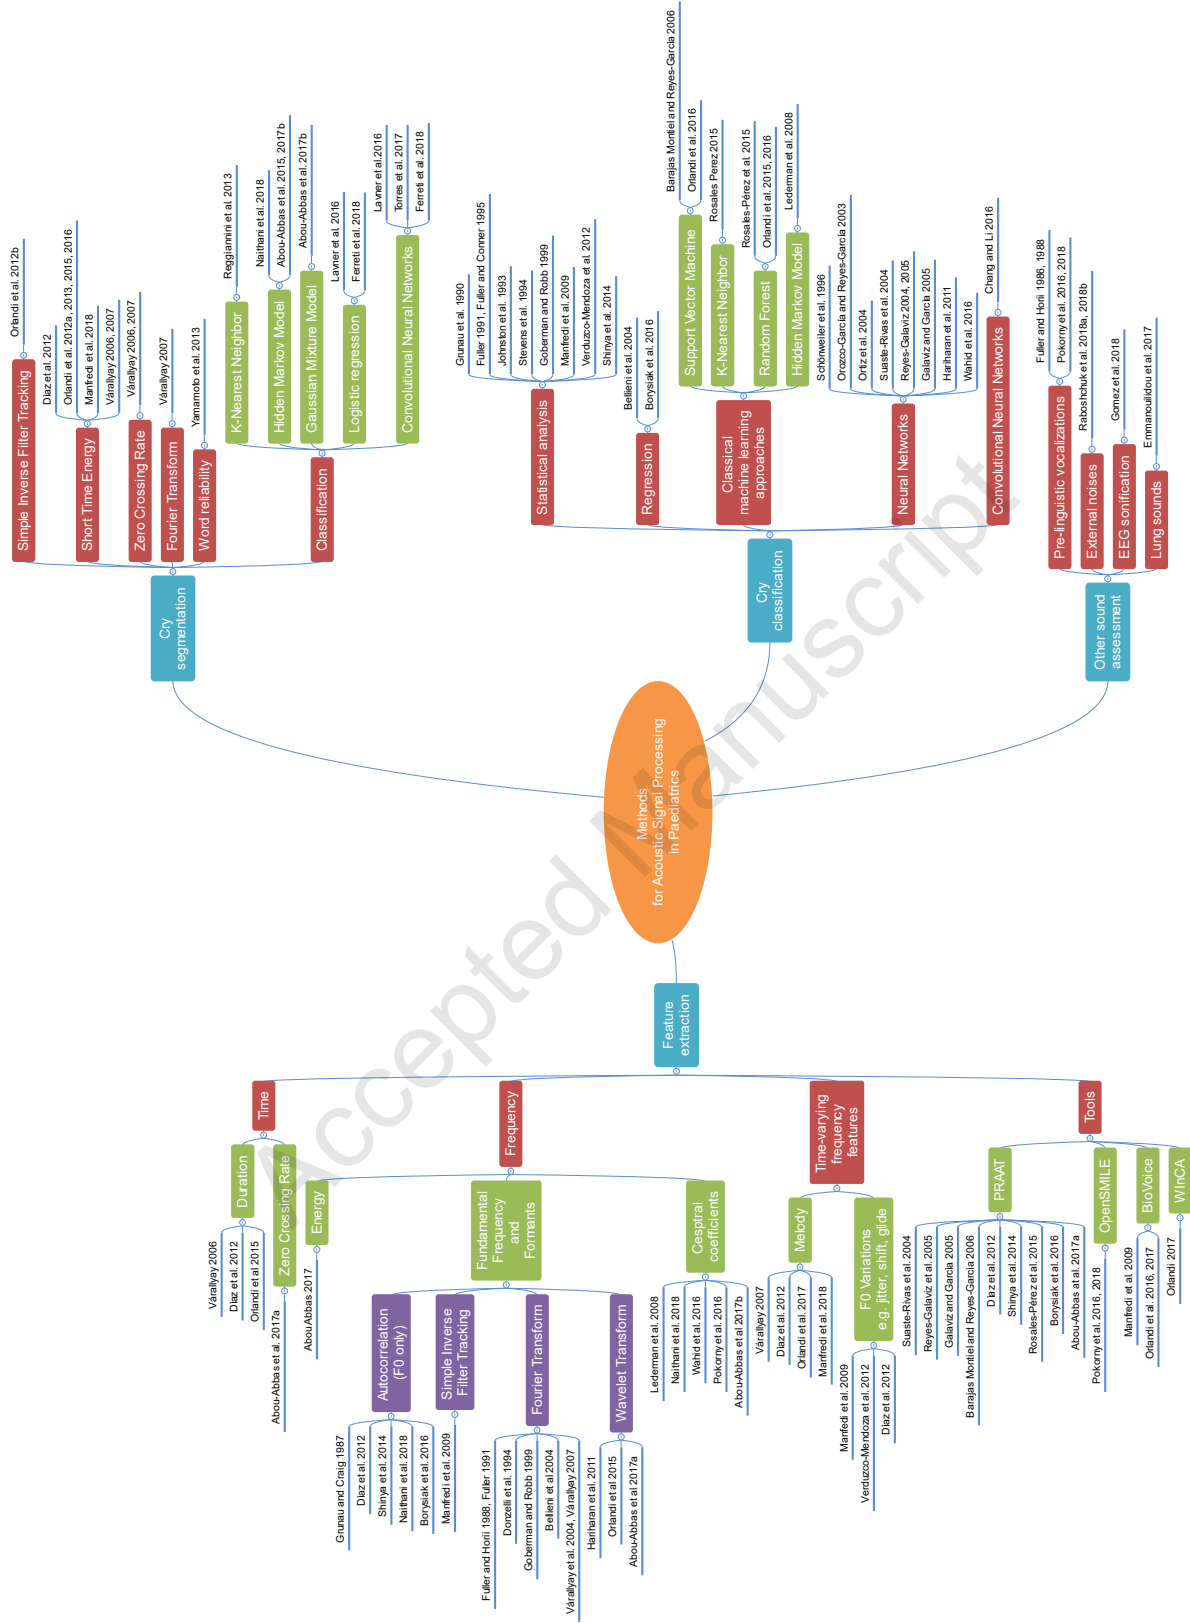 Methods
for Acoustic Signal Processing
in Paediatrics
Cry
segmentation
Simple Inverse Filter Tracking
Orlandi et al. 2012b
Short Time Energy
Díaz et al. 2012
Orlandi et al. 2012a, 2013, 2015, 2016
Manfredi et al. 2018
Várallyay 2006, 2007
Zero Crossing Rate
Várallyay 2006, 2007
Fourier Transform
Várallyay 2007
Word reliability
Yamamoto et al. 2013
Classification
K-Nearest Neighbor
Reggiannini et al. 2013
Hidden Markov Model
Naithani et al. 2018
Abou-Abbas et al. 2015, 2017b
Gaussian Mixture Model
Abou-Abbas et al. 2017b
Logistic regression
Lavner et al. 2016
Ferreti et al. 2018
Convolutional Neural Networks
Lavner et al.2016
Torres et al. 2017
Ferreti et al. 2018
Cry
classification
Statistical analysis
Grunau et al. 1990
Fuller 1991, Fuller and Conner 1995
Johnston et al. 1993
Stevens et al. 1994
Goberman and Robb 1999
Manfredi et al. 2009
Verduzco-Mendoza et al. 2012
Shinya et al. 2014
Regression
Bellieni et al. 2004
Borysiak et al. 2016
Classical
machine learning
approaches
Support Vector Machine
Barajas Montiel and Reyes-García 2006
Orlandi et al. 2016
K-Nearest Neighbor
Rosales Perez 2015
Random Forest
Rosales-Pérez et al. 2015
Orlandi et al. 2015, 2016
Hidden Markov Model
Lederman et al. 2008
Neural Networks
Schönweiler et al. 1996
Orozco-García and Reyes-García 2003
Ortiz et al. 2004
Suaste-Rivas et al. 2004
Reyes-Galaviz 2004, 2005
Galaviz and García 2005
Hariharan et al. 2011
Wahid et al. 2016
Convolutional Neural Networks
Chang and Li 2016
Other sound
assessment
Pre-linguistic vocalizations
Fuller and Horii 1986, 1988
Pokorny et al. 2016, 2018
External noises
Raboshchuk et al. 2018a, 2018b
EEG sonification
Gomez et al. 2018
Lung sounds
Emmanouilidou et al. 2017
Feature
extraction
Time
Duration
Várallyay 2006
Díaz et al. 2012
Orlandi et al 2015
Zero Crossing Rate
Abou-Abbas et al. 2017a
Frequency
Energy
Abou Abbas 2017
Fundamental
Frequency
and
Formants
Autocorrelation
(F0 only)
Grunau and Craig 1987
Díaz et al. 2012
Shinya et al. 2014
Naithani et al. 2018
Borysiak et al. 2016
Simple Inverse
Filter Tracking
Manfredi et al. 2009
Fourier Transform
Fuller and Horii 1988, Fuller 1991
Donzelli et al. 1994
Goberman and Robb 1999
Bellieni et al 2004
Várallyay et al. 2004, Várallyay 2007
Wavelet Transform
Hariharan et al. 2011
Orlandi et al 2015
Abou-Abbas et al 2017a
Cesptral
coefficients
Lederman et al. 2008
Naithani et al. 2018
Wahid et al. 2016
Pokorny et al. 2016
Abou-Abbas et al 2017b
Time-varying
frequency
features
Melody
Várallyay 2007
Díaz et al. 2012
Orlandi et al. 2017
Manfredi et al. 2018
F0 Variations
e.g. jitter, shift, glide
Manfedi et al. 2009
Verduzco-Mendoza et al. 2012
Díaz et al. 2012
Tools
PRAAT
Suaste-Rivas et al. 2004
Reyes-Galaviz et al. 2005
Galaviz and García 2005
Barajas Montiel and Reyes-García 2006
Díaz et al. 2012
Shinya et al. 2014
Rosales-Pérez et al. 2015
Borysiak et al. 2016
Abou-Abbas at al. 2017a
OpenSMILE
Pokorny et al. 2016, 2018
BioVoice
Manfredi et al. 2009
Orlandi et al. 2016, 2017
WInCA
Orlandi 2017
Accepted Manuscript